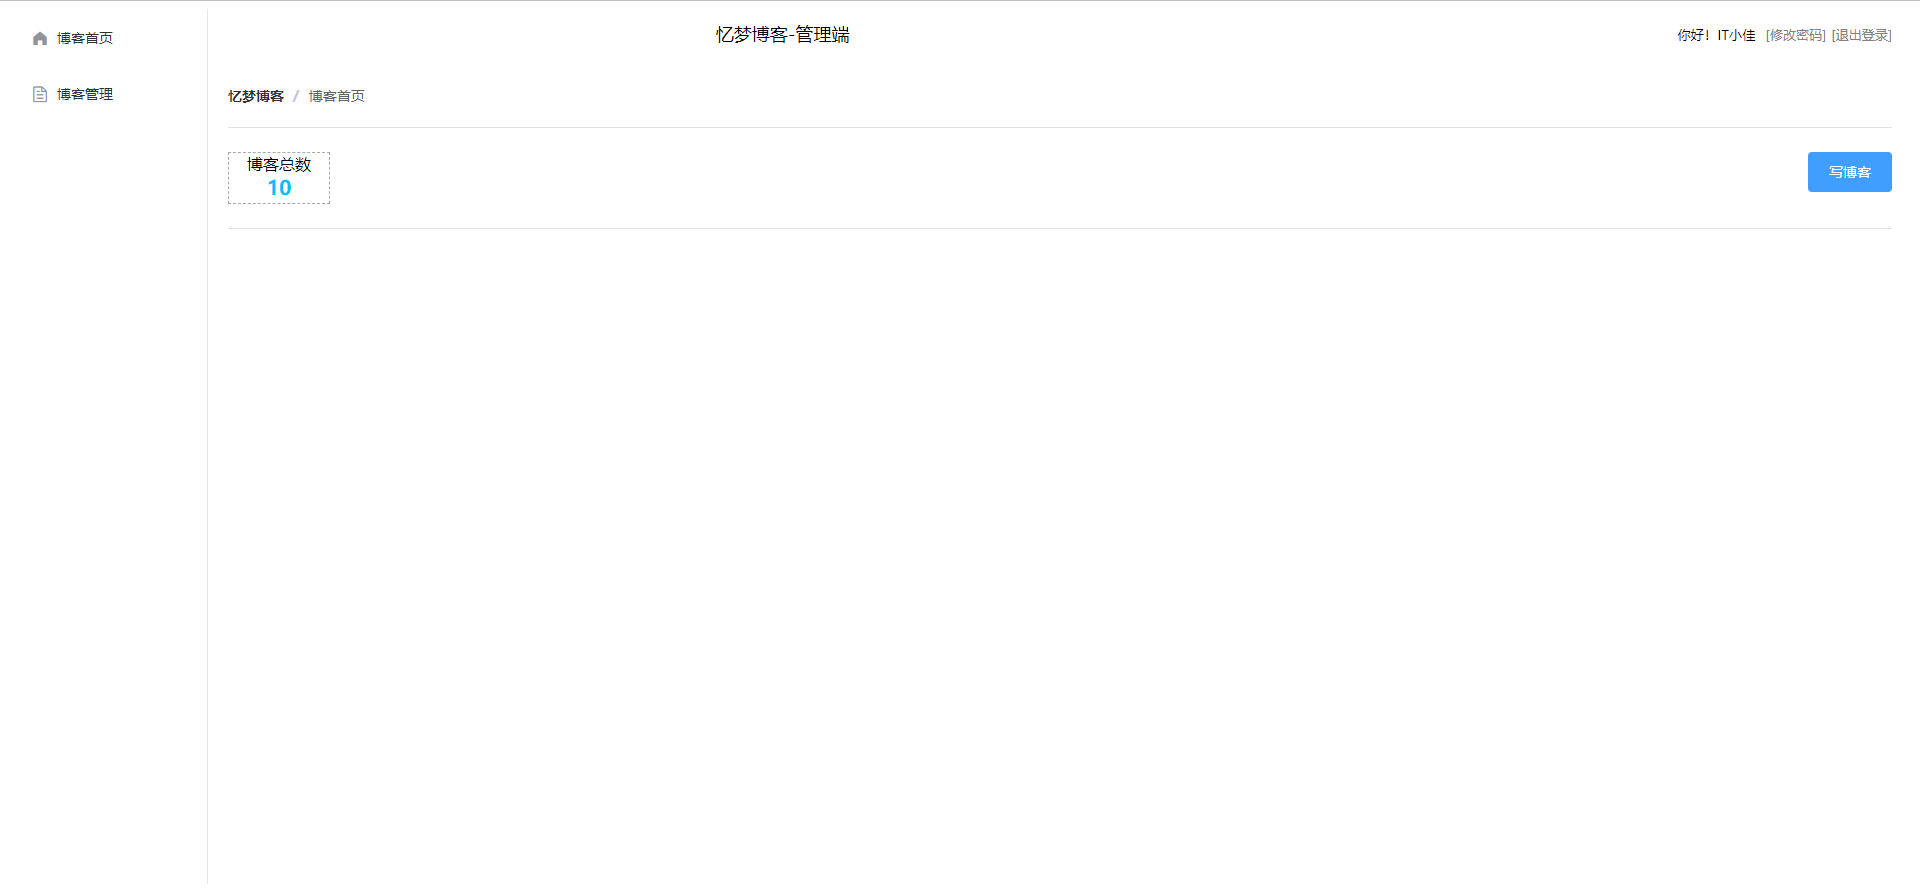 博客首页
博客管理
忆梦博客-管理端
你好！IT小佳 [修改密码] [退出登录]
忆梦博客 / 博客首页
博客总数
10
写博客